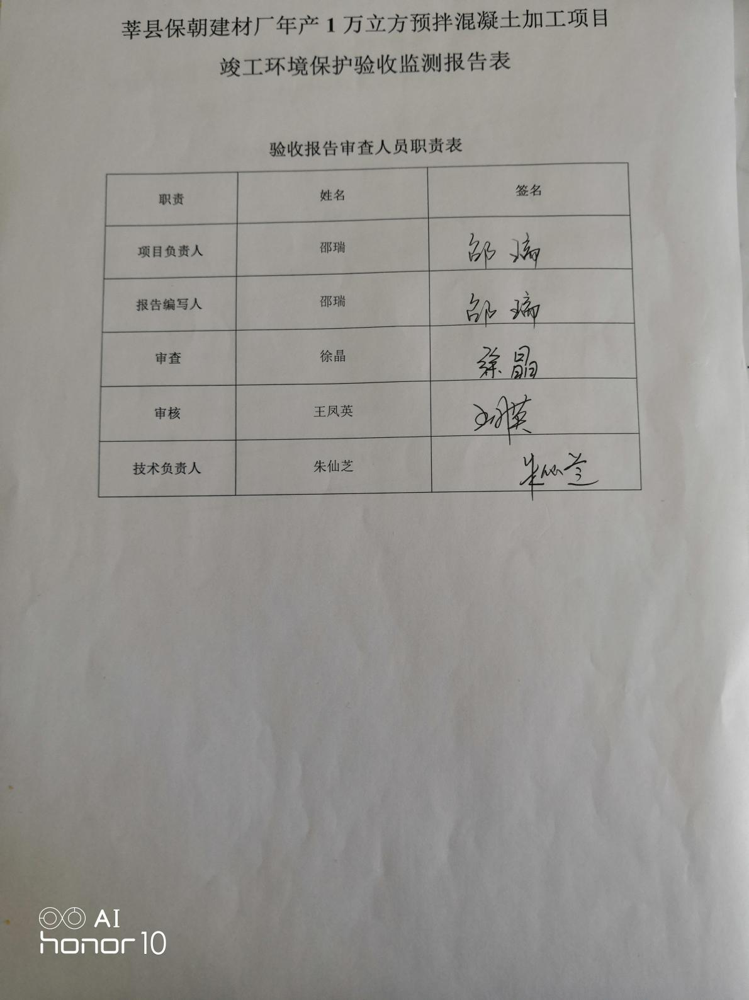 莘县保朝建材厂年产 1 万立方预拌混凝土加工项目
竣工环境保护验收监测报告表
验收报告审查人员职责表
职责 姓名 签名
项目负责人 邵瑞 邵瑞
报告编写人 邵瑞 邵瑞
审查 徐晶 徐晶
审核 王凤英 王凤英
技术负责人 朱仙芝 朱仙芝
AI
honor10